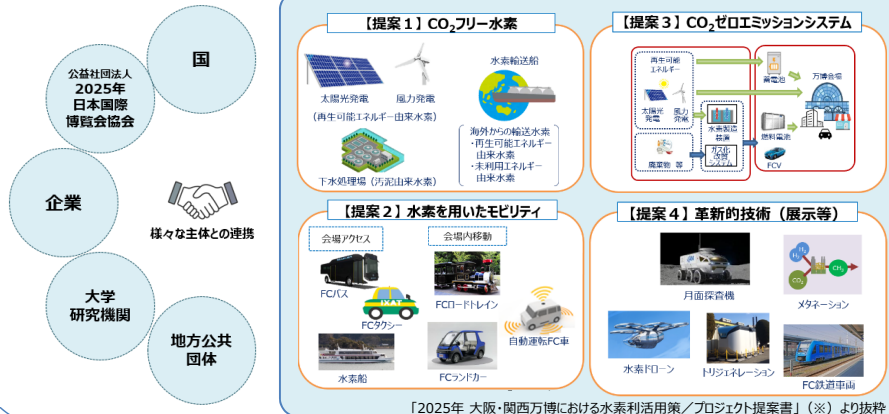 国
公益社団法人
2025年
日本国際
博覧会協会
企業
様々な主体との連携
大学
研究機関
地方公共
団体
【提案1】CO2フリー水素
太陽光発電
風力発電
（再生可能エネルギー由来水素）
下水処理場（汚泥由来水素）
水素輸送船
海外からの輸送水素
・再生可能エネルギー
由来水素
・未利用エネルギー
由来水素
【提案3】CO2ゼロエミッションシステム
再生可能
エネルギー
太陽光
発電
風力
発電
廃棄物 等
水素製造
装置
ガス化
改質
システム
蓄電池
燃料電池
FCV
万博会場
【提案2】水素を用いたモビリティ
会場アクセス
会場内移動
FCバス
FCタクシー
水素船
FCロードトレイン
FCランドカー
自動運転FC車
【提案4】革新的技術（展示等）
月面探査機
H2
H2
CO2
CH4
メタネーション
水素ドローン
トリジェネレーション
FC鉄道車両
「2025年 大阪・関西万博における水素利活用策／プロジェクト提案書」（※）より抜粋